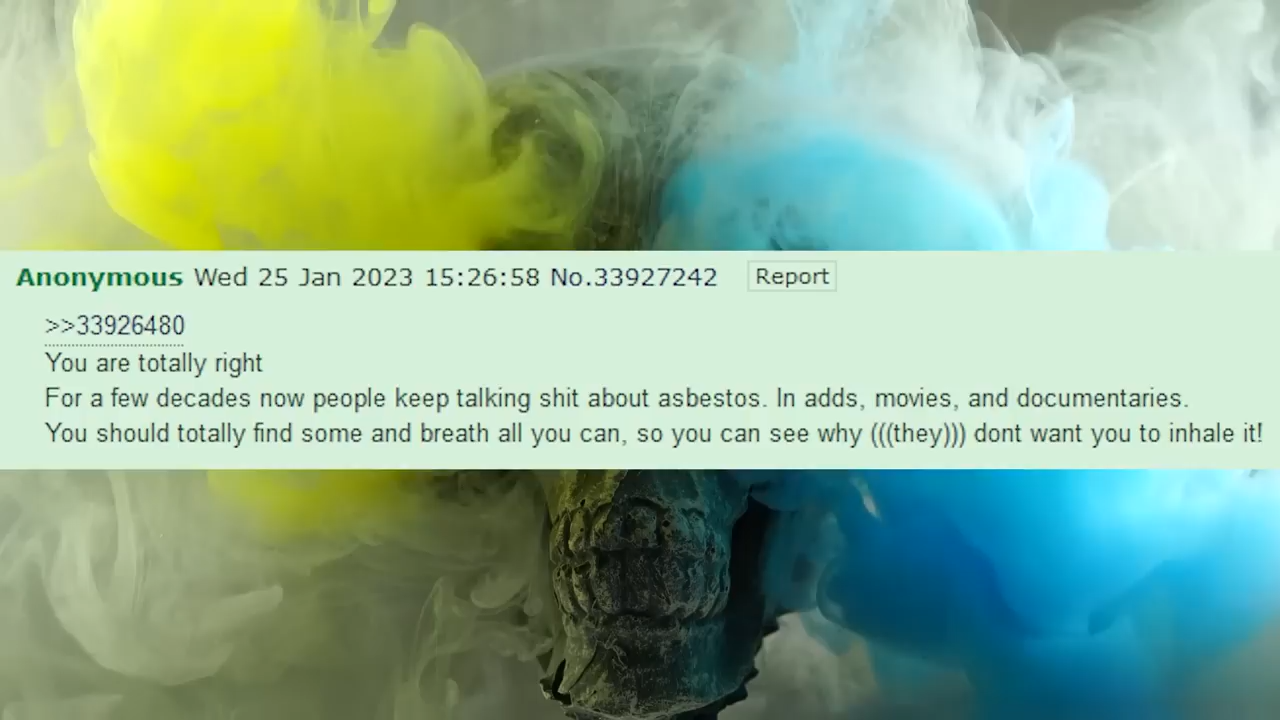 Anonymous Wed 25 Jan 2023 15:26:58 No.33927242 Report
>>33926480
You are totally right
For a few decades now people keep talking shit about asbestos. In adds, movies, and documentaries.
You should totally find some and breath all you can, so you can see why (((they))) dont want you to inhale it!